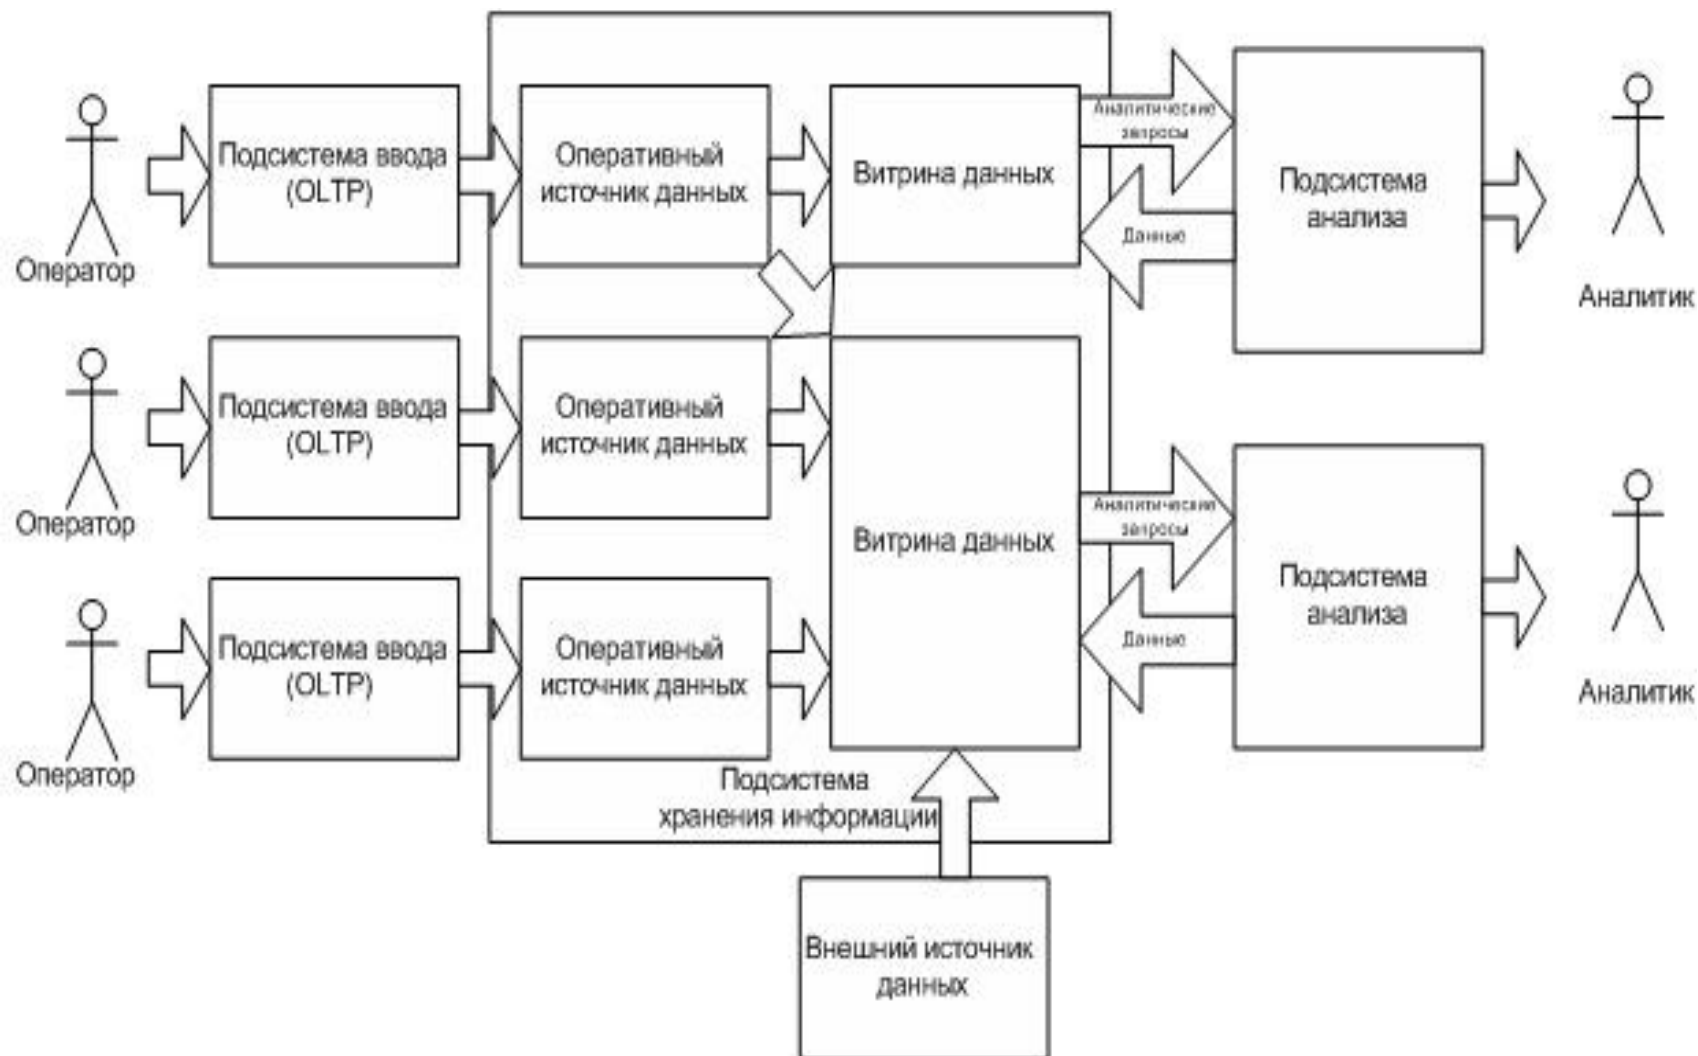 Оператор
Подсистема ввода
(OLTP)
Оперативный
источник данных
Витрина данных
Аналитические
запросы
Данные
Подсистема
анализа
Аналитик
Оператор
Подсистема ввода
(OLTP)
Оперативный
источник данных
Витрина данных
Аналитические
запросы
Данные
Подсистема
анализа
Аналитик
Оператор
Подсистема ввода
(OLTP)
Оперативный
источник данных
Подсистема
хранения информации
Внешний источник
данных